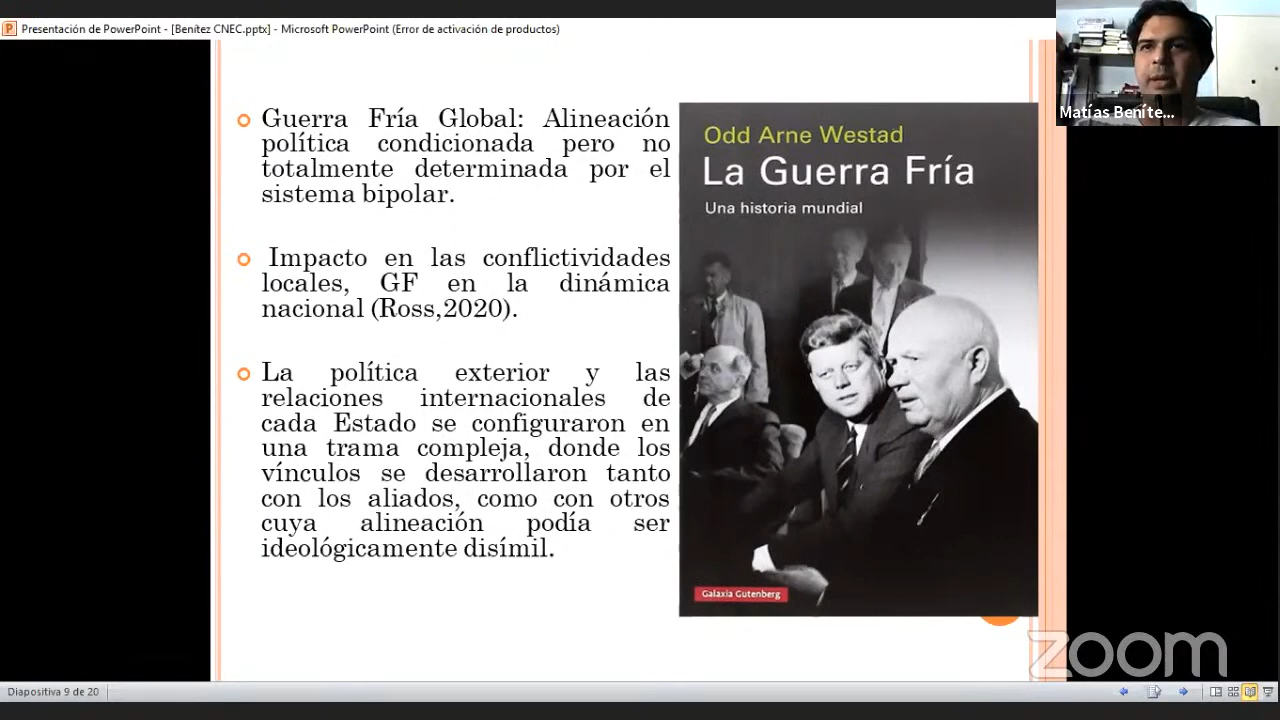 Presentación de PowerPoint - [Benítez CNEC.pptx] - Microsoft PowerPoint (Error de activación de productos)
Matías Beníte...
Guerra Fría Global: Alineación
política condicionada pero no
totalmente determinada por el
sistema bipolar.
Impacto en las conflictividades
locales, GF en la dinámica
nacional (Ross,2020).
La política exterior y las
relaciones internacionales de
cada Estado se configuraron en
una trama compleja, donde los
vínculos se desarrollaron tanto
con los aliados, como con otros
cuya alineación podía ser
ideológicamente disímil.
Odd Arne Westad
La Guerra Fría
Una historia mundial
Galaxia Gutenberg
zoom
Diapositiva 9 de 20